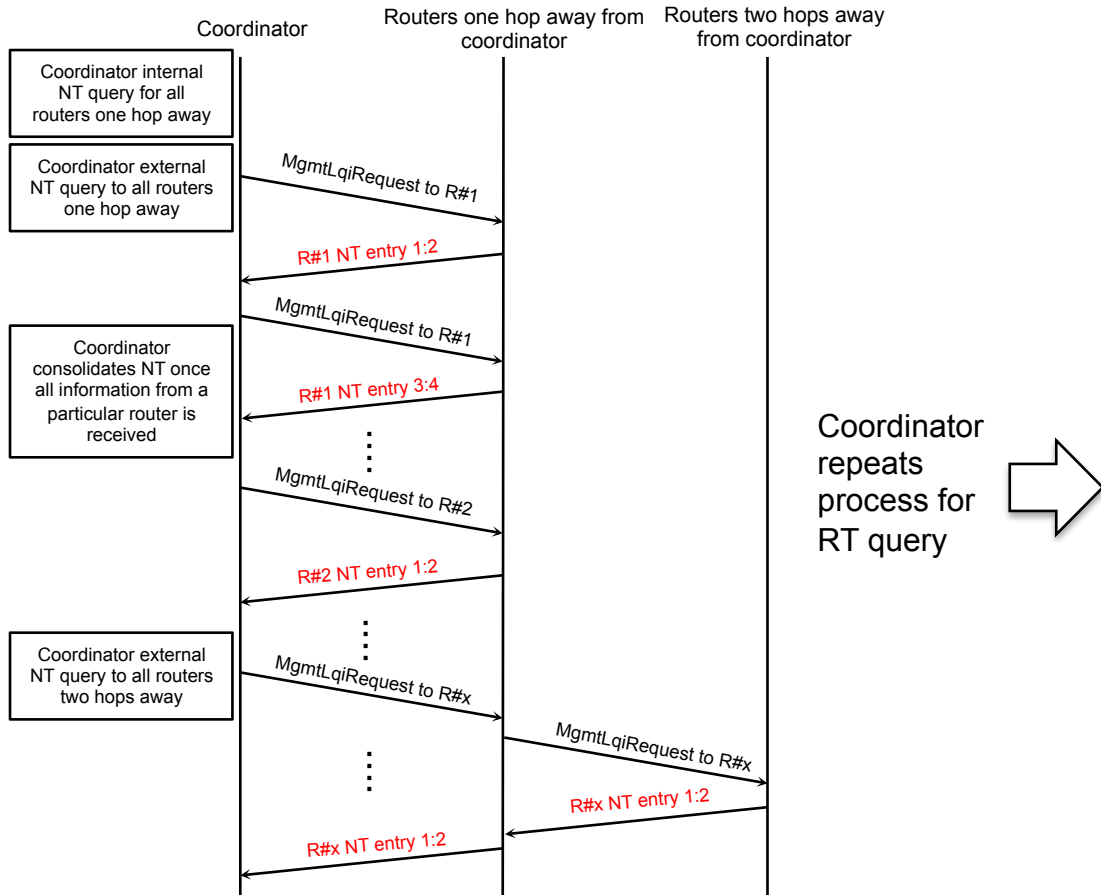 Coordinator
Routers one hop away from
coordinator
Routers two hops away
from coordinator
Coordinator internal
NT query for all
routers one hop away
Coordinator external
NT query to all routers
one hop away
MgmtLqiRequest to R#1
R#1 NT entry 1:2
MgmtLqiRequest to R#1
Coordinator
consolidates NT once
all information from a
particular router is
received
R#1 NT entry 3:4
MgmtLqiRequest to R#2
R#2 NT entry 1:2
Coordinator
repeats
process for
RT query
Coordinator external
NT query to all routers
two hops away
MgmtLqiRequest to R#x
MgmtLqiRequest to R#x
R#x NT entry 1:2
R#x NT entry 1:2